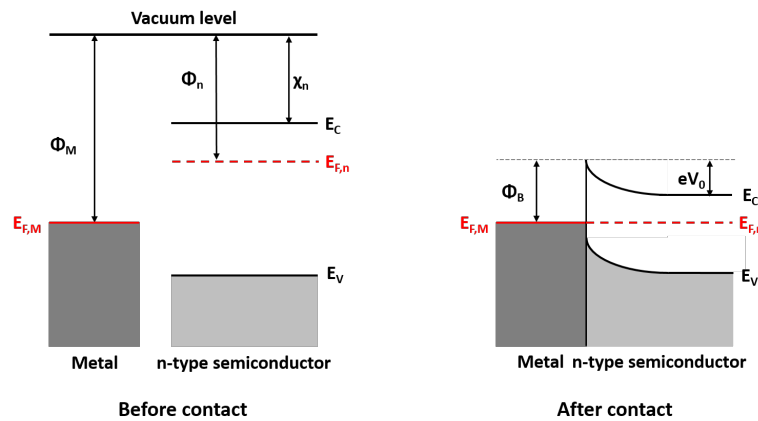 Vacuum level
Φn
χn
ΦM
EC
EF,n
EF,M
EV
Metal
n-type semiconductor
Before contact
ΦB
eV0
EC
EF,M
EF,
EV
Metal
n-type semiconductor
After contact